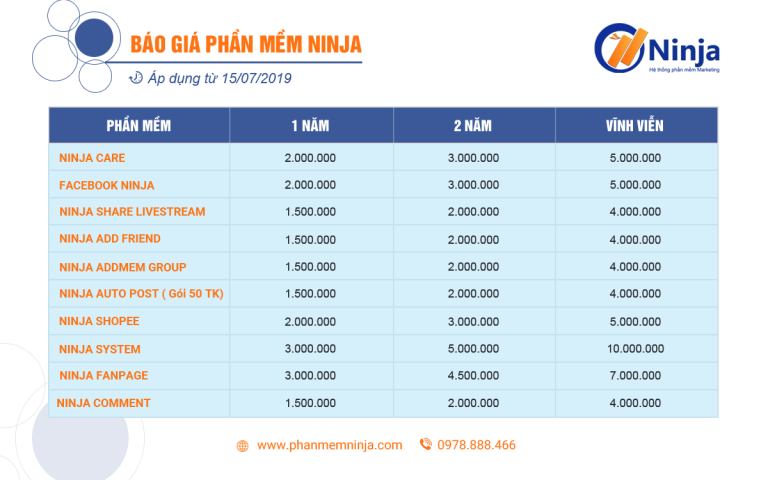 BÁO GIÁ PHẦN MỀM NINJA
Áp dụng từ 15/07/2019
Ninja
Hệ thống phần mềm Marketing
PHẦN MỀM 1 NĂM 2 NĂM VĨNH VIỄN
NINJA CARE 2.000.000 3.000.000 5.000.000
FACEBOOK NINJA 2.000.000 3.000.000 5.000.000
NINJA SHARE LIVESTREAM 1.500.000 2.000.000 4.000.000
NINJA ADD FRIEND 1.500.000 2.000.000 4.000.000
NINJA ADDMEM GROUP 1.500.000 2.000.000 4.000.000
NINJA AUTO POST ( Gói 50 TK) 1.500.000 2.000.000 4.000.000
NINJA SHOPEE 2.000.000 3.000.000 5.000.000
NINJA SYSTEM 3.000.000 5.000.000 10.000.000
NINJA FANPAGE 3.000.000 4.500.000 7.000.000
NINJA COMMENT 1.500.000 2.000.000 4.000.000
www.phanmemninja.com 0978.888.466